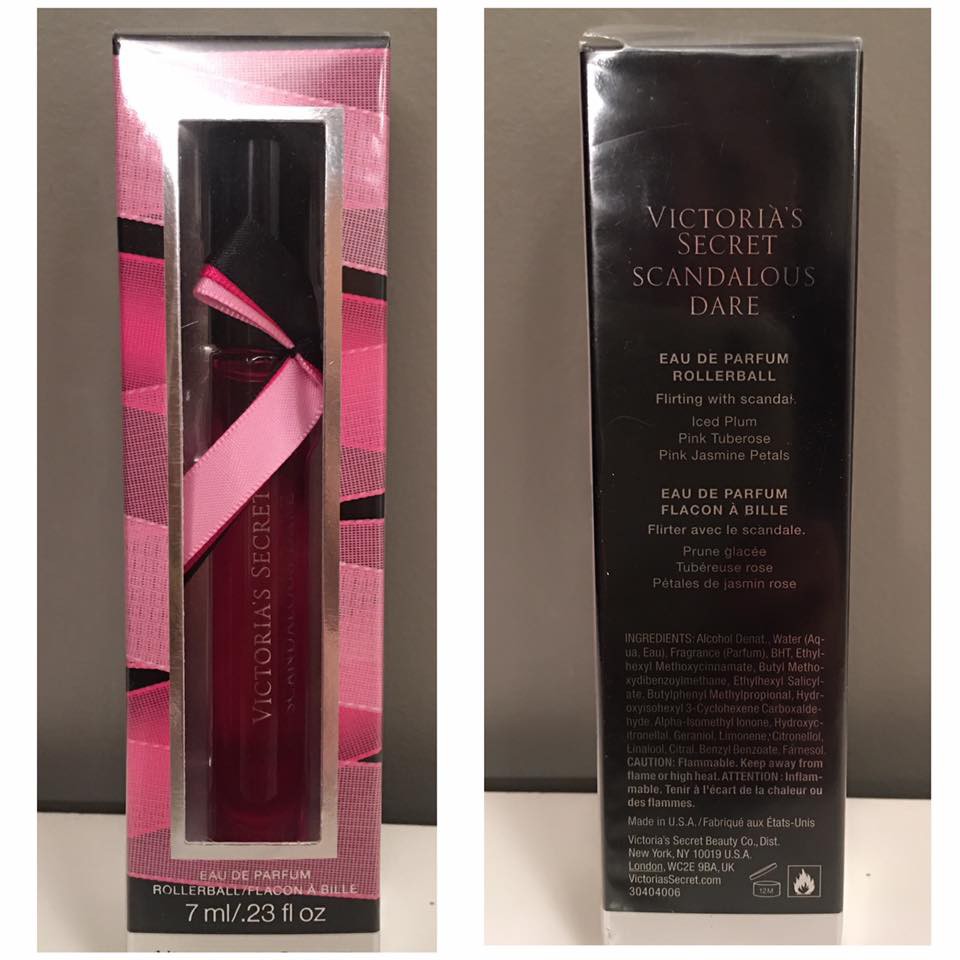 VICTORIA'S SECRET
EAU DE PARFUM
ROLLERBALL/FLACON À BILLE
7 ml/.23 fl oz
VICTORIA'S
SECRET
SCANDALOUS
DARE
EAU DE PARFUM
ROLLERBALL
Flirting with scandal.
Iced Plum
Pink Tuberose
Pink Jasmine Petals
EAU DE PARFUM
FLACON À BILLE
Flirter avec le scandale.
Prune glacée
Tubéreuse rose
Pétales de jasmin rose
INGREDIENTS: Alcohol Denat., Water (Aq-
ua, Eau), Fragrance (Parfum), BHT, Ethyl-
hexyl Methoxycinnamate, Butyl Metho-
xydibenzoylmethane, Ethylhexyl Salicyl-
ate, Butylphenyl Methylpropional, Hydr-
oxyisohexyl 3-Cyclohexene Carboxalde-
hyde, Alpha-Isomethyl Ionone, Hydroxyc-
itronellal, Geraniol, Limonene, Citronellol,
Linalool, Citral, Benzyl Benzoate, Farnesol.
CAUTION: Flammable. Keep away from
flame or high heat. ATTENTION : Inflam-
mable. Tenir à l'écart de la chaleur ou
des flammes.
Made in U.S.A./Fabriqué aux États-Unis
Victoria's Secret Beauty Co., Dist.
New York, NY 10019 U.S.A.
London, WC2E 9BA, UK
VictoriasSecret.com
30404006
12M